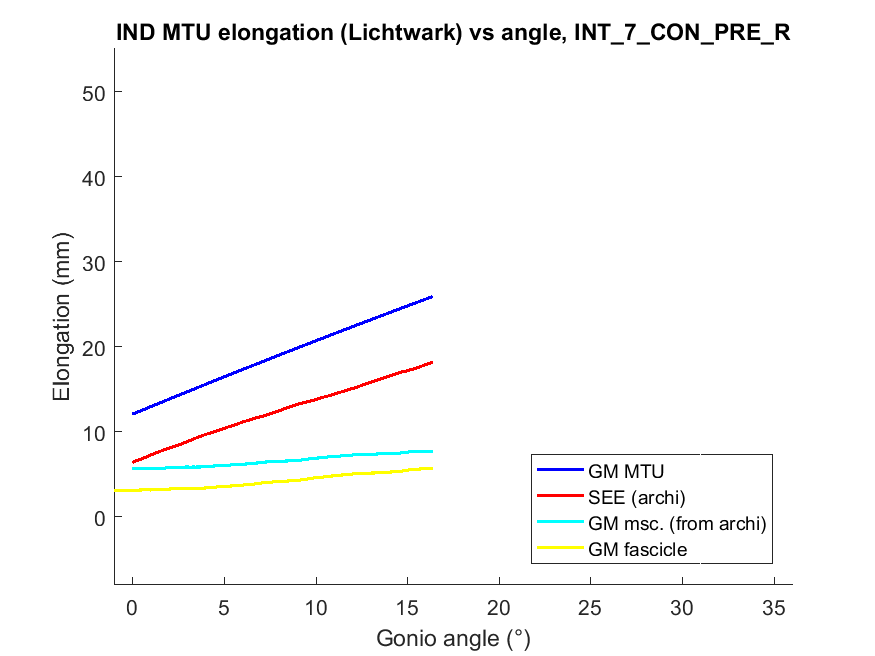 IND MTU elongation (Lichtwark) vs angle, INT_7_CON_PRE_R
50
40
30
20
10
0
Elongation (mm)
0 5 10 15 20 25 30 35
Gonio angle (°)
GM MTU
SEE (archi)
GM msc. (from archi)
GM fascicle